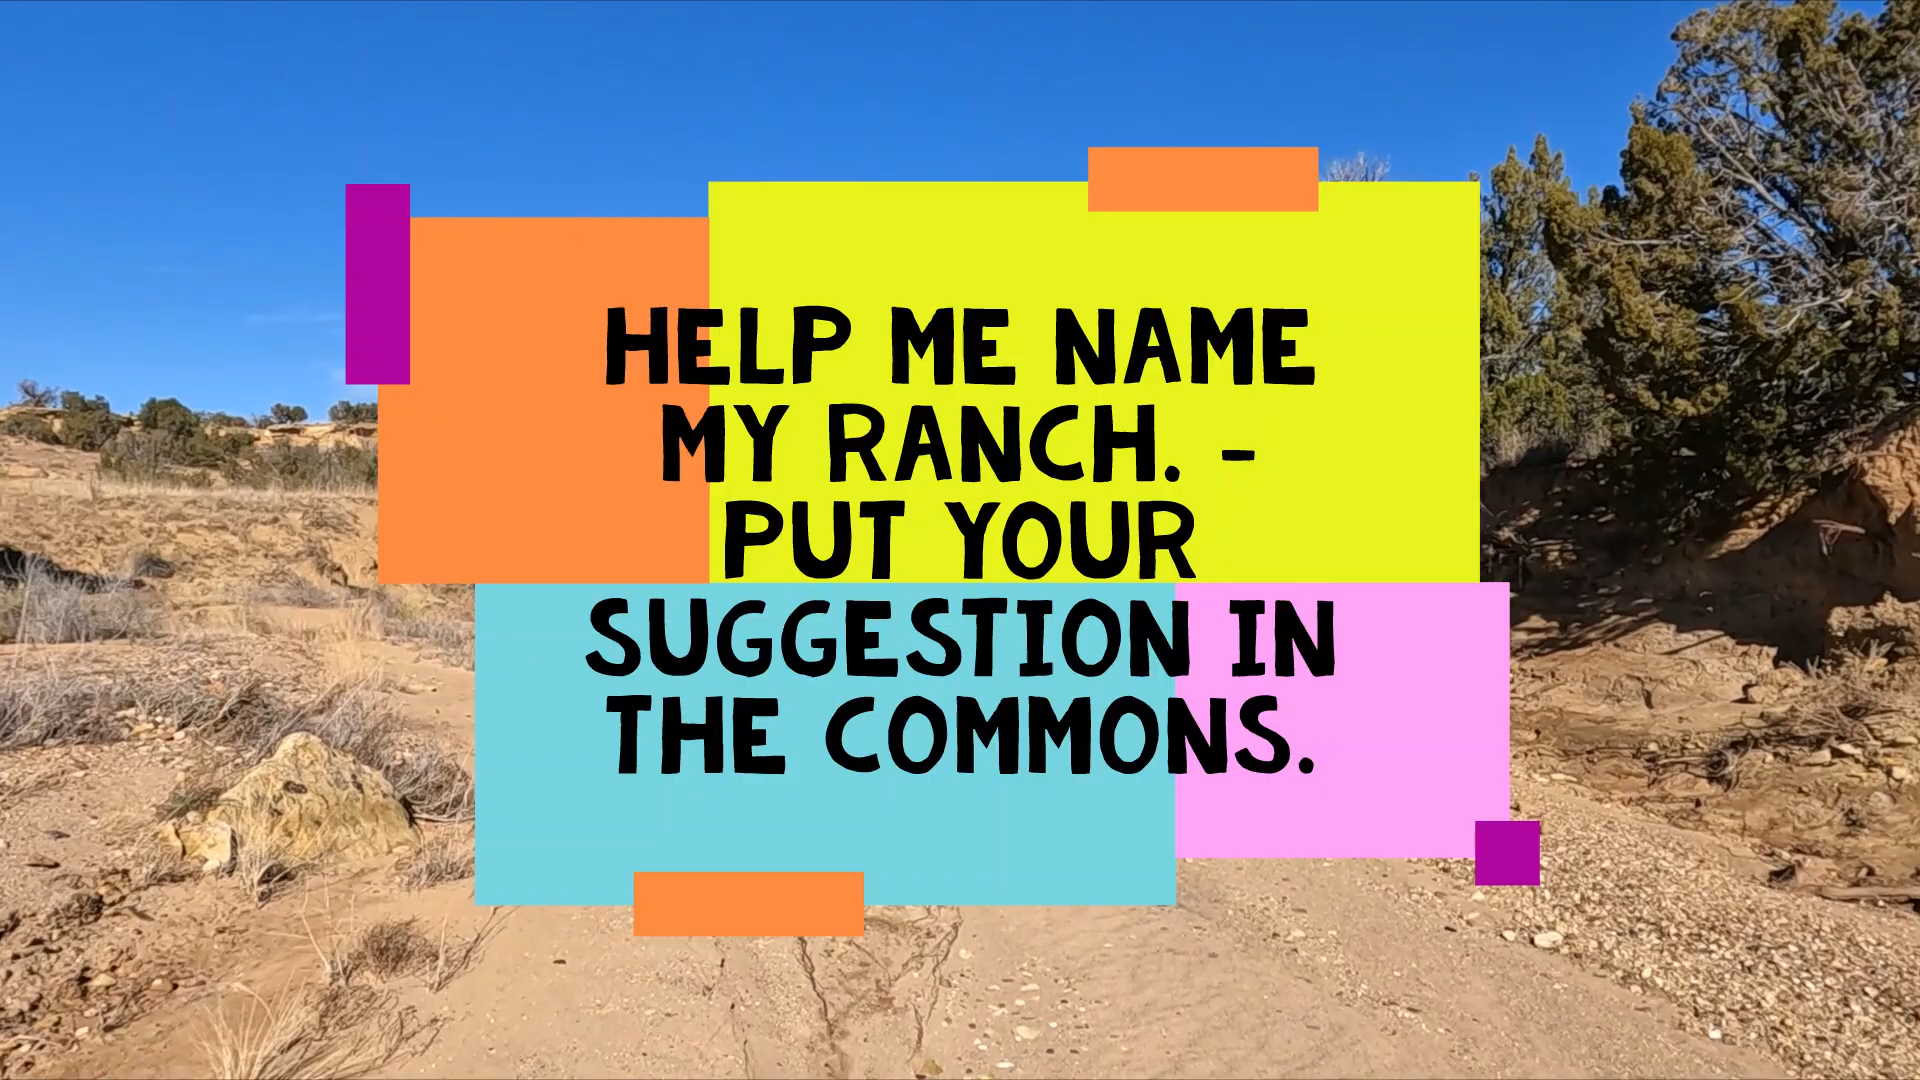 HELP ME NAME
MY RANCH. -
PUT YOUR
SUGGESTION IN
THE COMMONS.